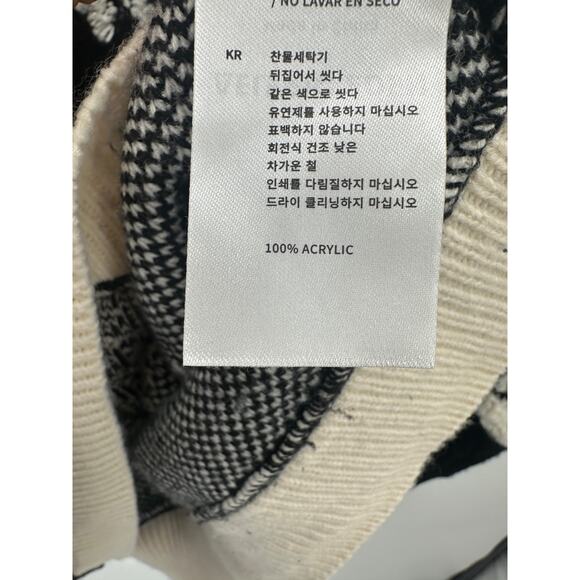 / NO LAVAR EN SECO
KR 찬물세탁기
뒤집어서 씻다
같은 색으로 씻다
유연제를 사용하지 마십시오
표백하지 않습니다
회전식 건조 낮은
차가운 철
인쇄를 다림질하지 마십시오
드라이 클리닝하지 마십시오
100% ACRYLIC